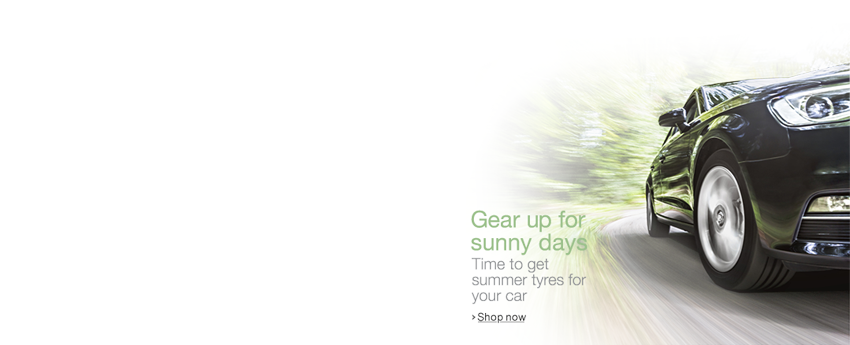 Gear up for
sunny days
Time to get
summer tyres for
your car
> Shop now